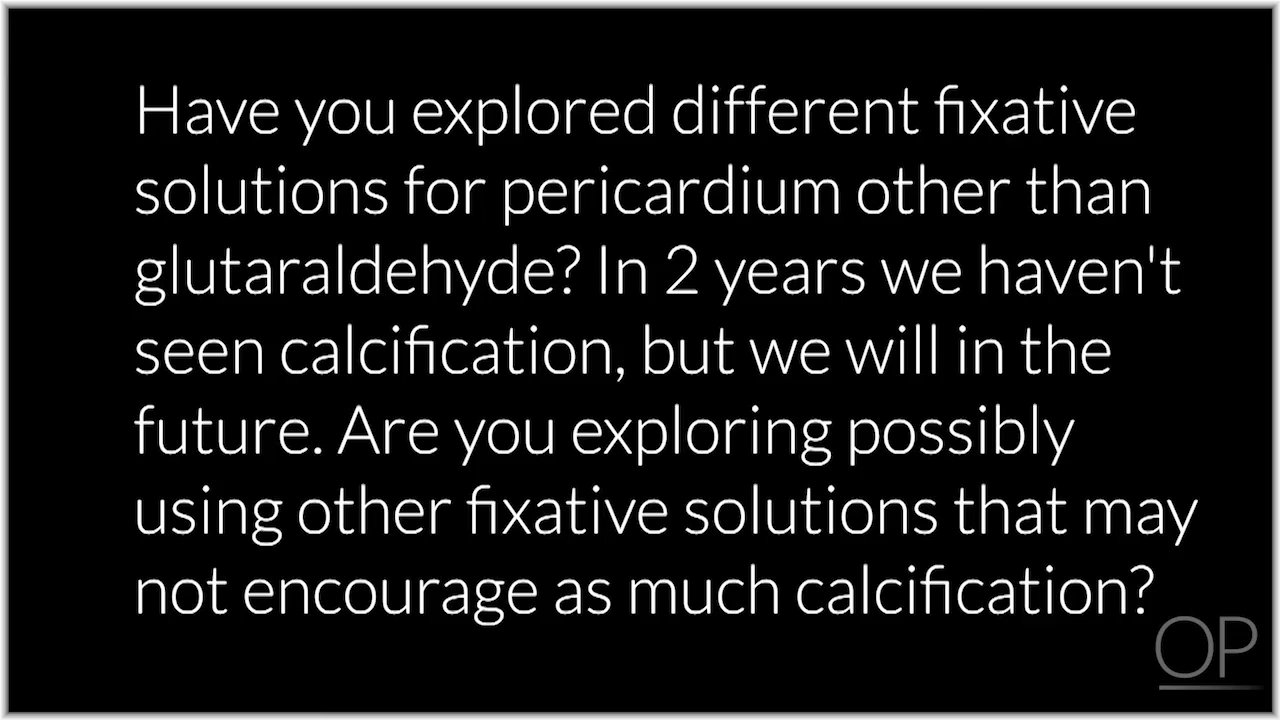 Have you explored different fixative
solutions for pericardium other than
glutaraldehyde? In 2 years we haven't
seen calcification, but we will in the
future. Are you exploring possibly
using other fixative solutions that may
not encourage as much calcification?
OP